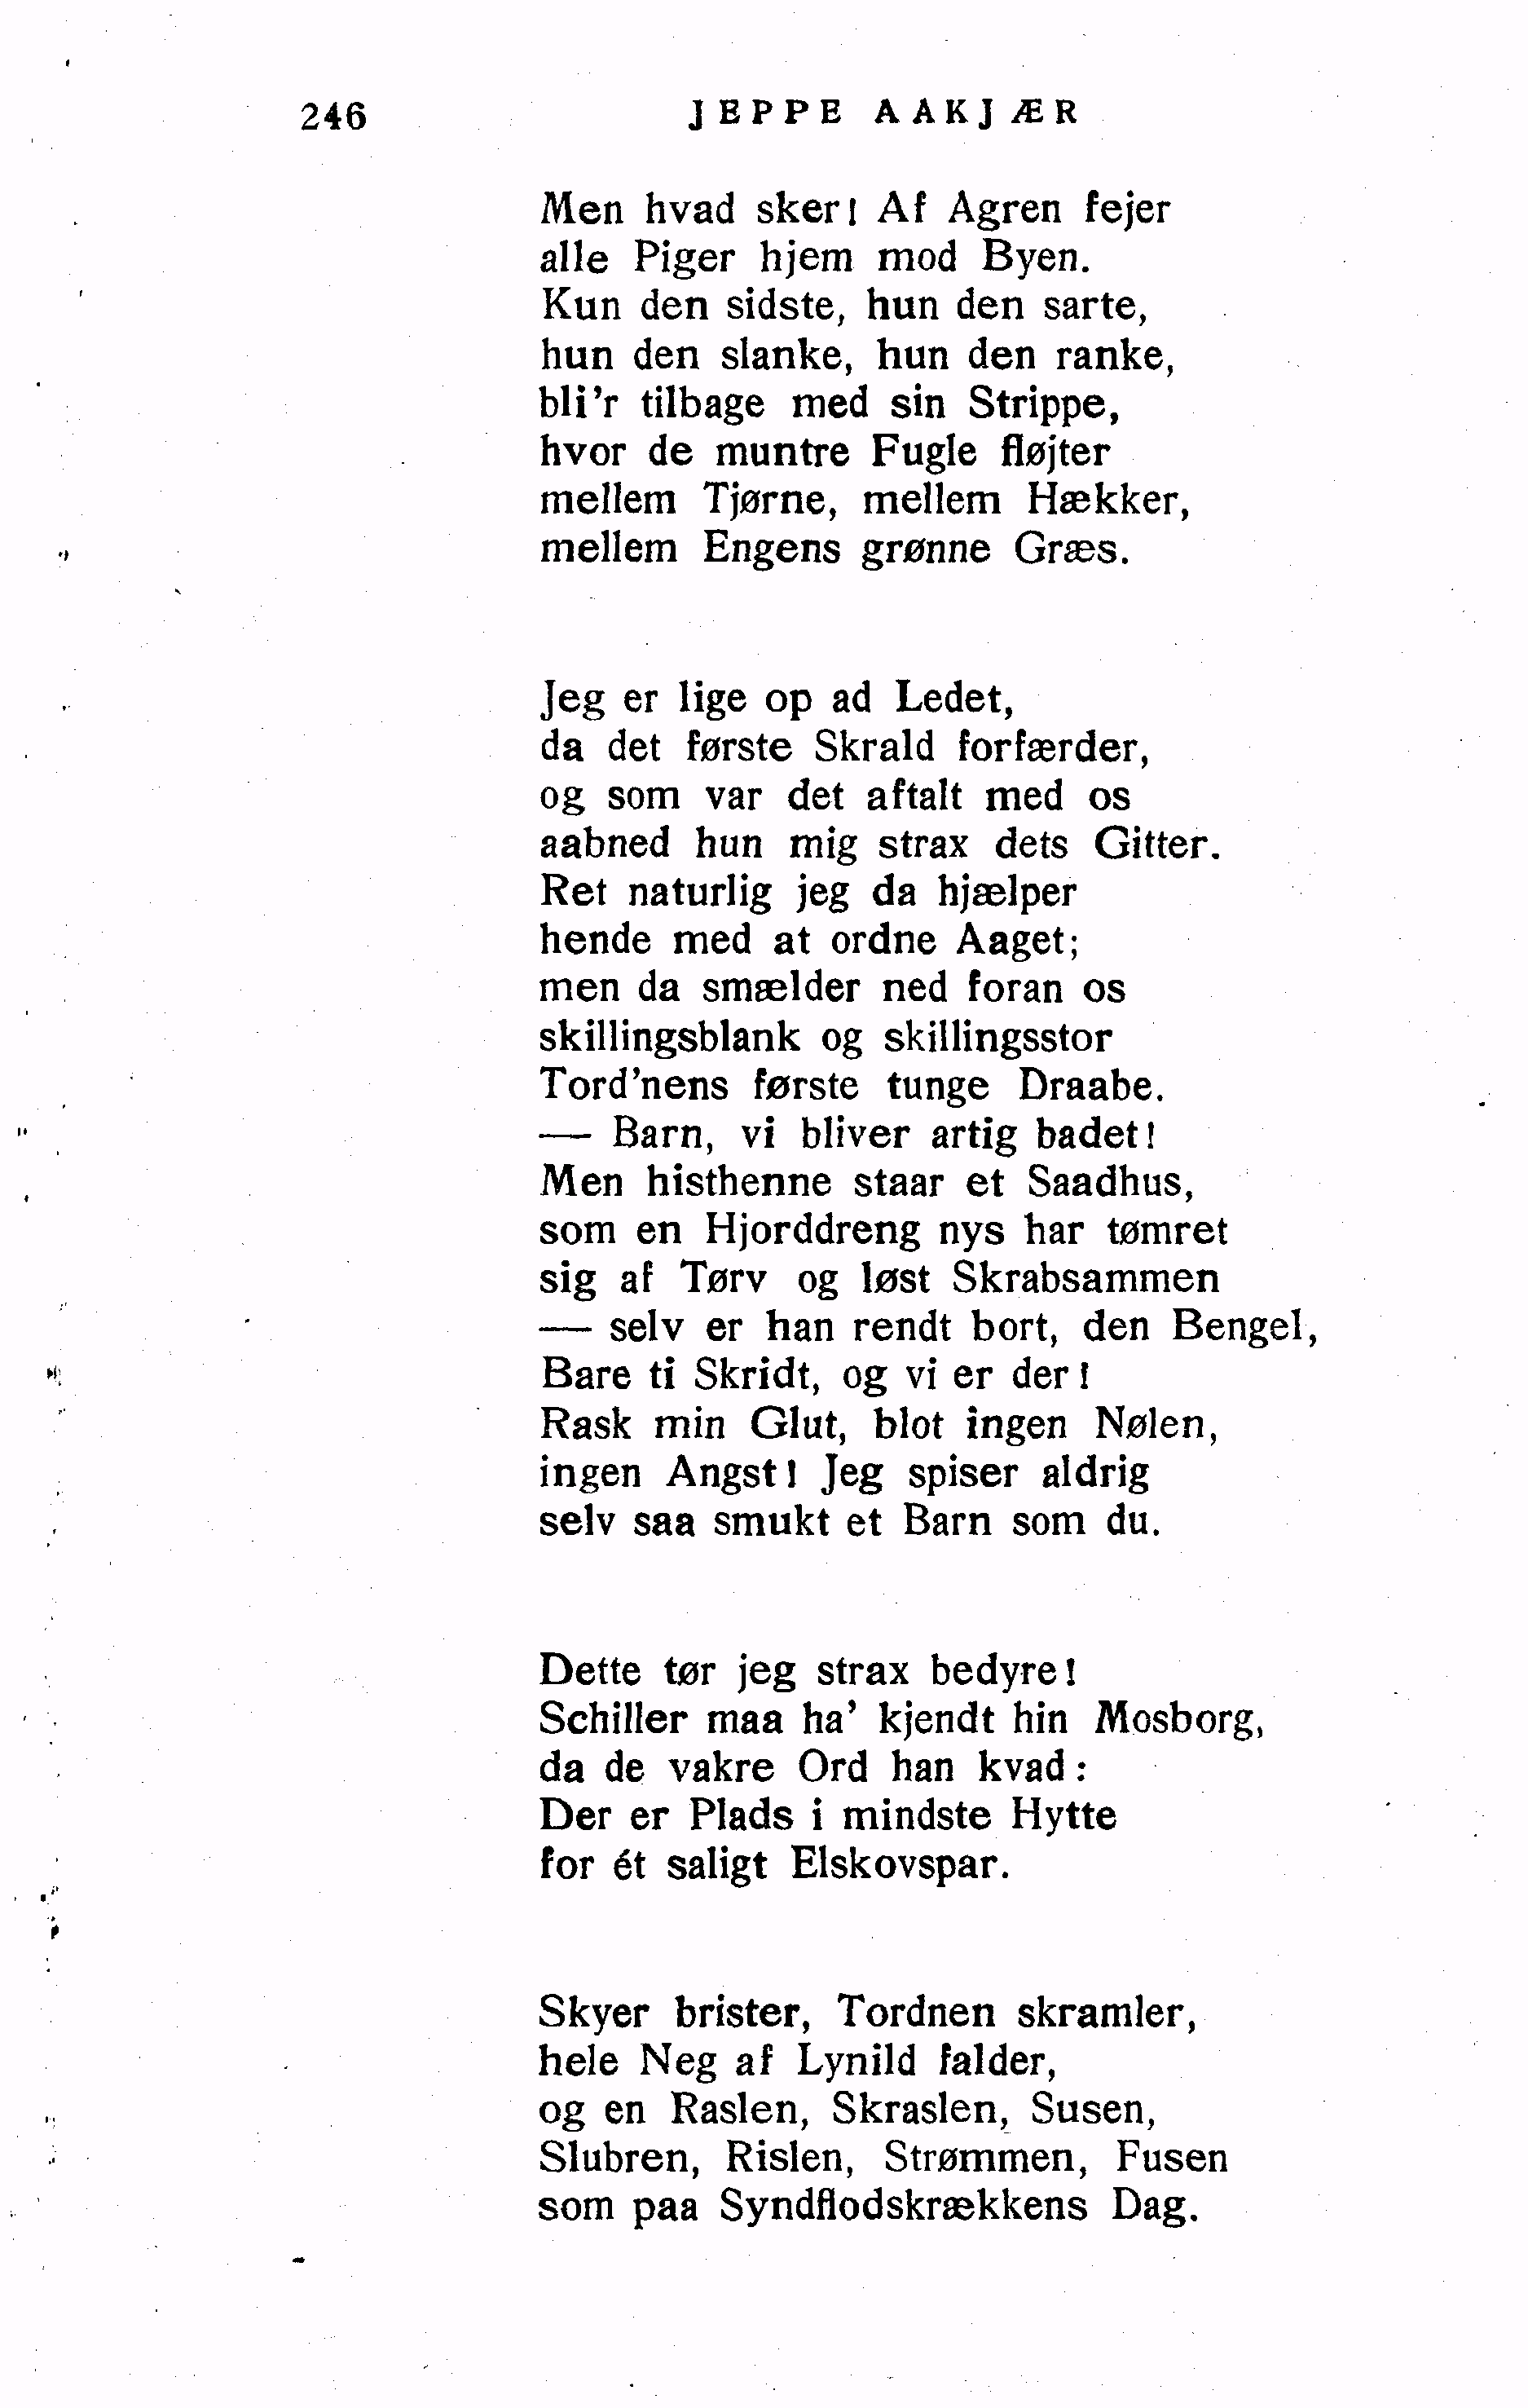 246 JEPPE AAKJÆR
Men hvad sker! Af Agren fejer
alle Piger hjem mod Byen.
Kun den sidste, hun den sarte,
hun den slanke, hun den ranke,
bli'r tilbage med sin Strippe,
hvor de muntre Fugle fløjter
mellem Tjørne, mellem Hækker,
mellem Engens grønne Græs.
Jeg er lige op ad Ledet,
da det første Skrald forfærder,
og som var det aftalt med os
aabned hun mig strax dets Gitter.
Ret naturlig jeg da hjælper
hende med at ordne Aaget;
men da smælder ned foran os
skillingsblank og skillingsstor
Tord'nens første tunge Draabe.
— Barn, vi bliver artig badet!
Men histhenne staar et Saadhus,
som en Hjorddreng nys har tømret
sig af Tørv og løst Skrabsammen
— selv er han rendt bort, den Bengel,
Bare ti Skridt, og vi er der!
Rask min Glut, blot ingen Nølen,
ingen Angst! Jeg spiser aldrig
selv saa smukt et Barn som du.
Dette tør jeg strax bedyre!
Schiller maa ha' kjendt hin Mosborg,
da de vakre Ord han kvad:
Der er Plads i mindste Hytte
for ét saligt Elskovspar.
Skyer brister, Tordnen skramler,
hele Neg af Lynild falder,
og en Raslen, Skraslen, Susen,
Slubren, Rislen, Strømmen, Fusen
som paa Syndflodskrækkens Dag.